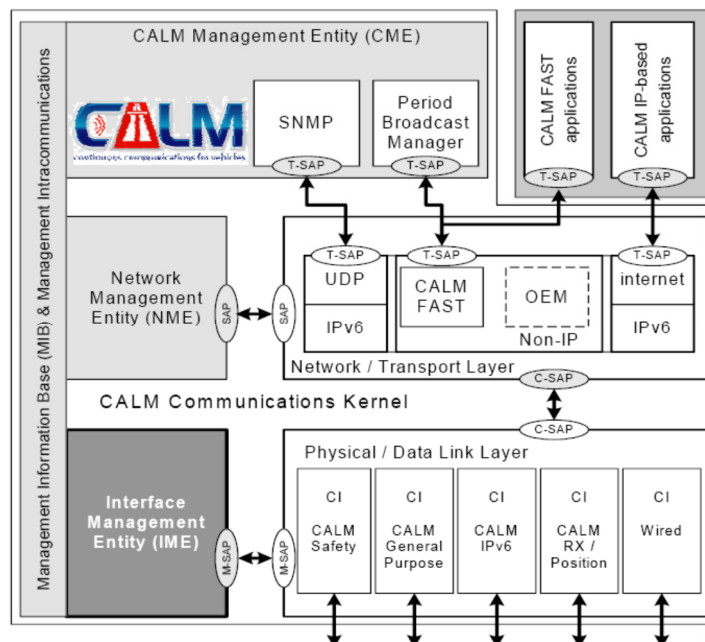 Management Information Base (MIB) & Management Intracommunications
CALM Management Entity (CME)
CALM
continuous communications for vehicles
SNMP
T-SAP
Period
Broadcast
Manager
T-SAP
CALM FAST
applications
T-SAP
CALM IP-based
applications
T-SAP
Network
Management
Entity (NME)
SAP
SAP
T-SAP
UDP
IPv6
T-SAP
CALM
FAST
OEM
Non-IP
T-SAP
internet
IPv6
Network / Transport Layer
C-SAP
CALM Communications Kernel
C-SAP
Physical / Data Link Layer
Interface
Management
Entity (IME)
M-SAP
M-SAP
CI
CALM
Safety
CI
CALM
General
Purpose
CI
CALM
IPv6
CI
CALM
RX /
Position
CI
Wired